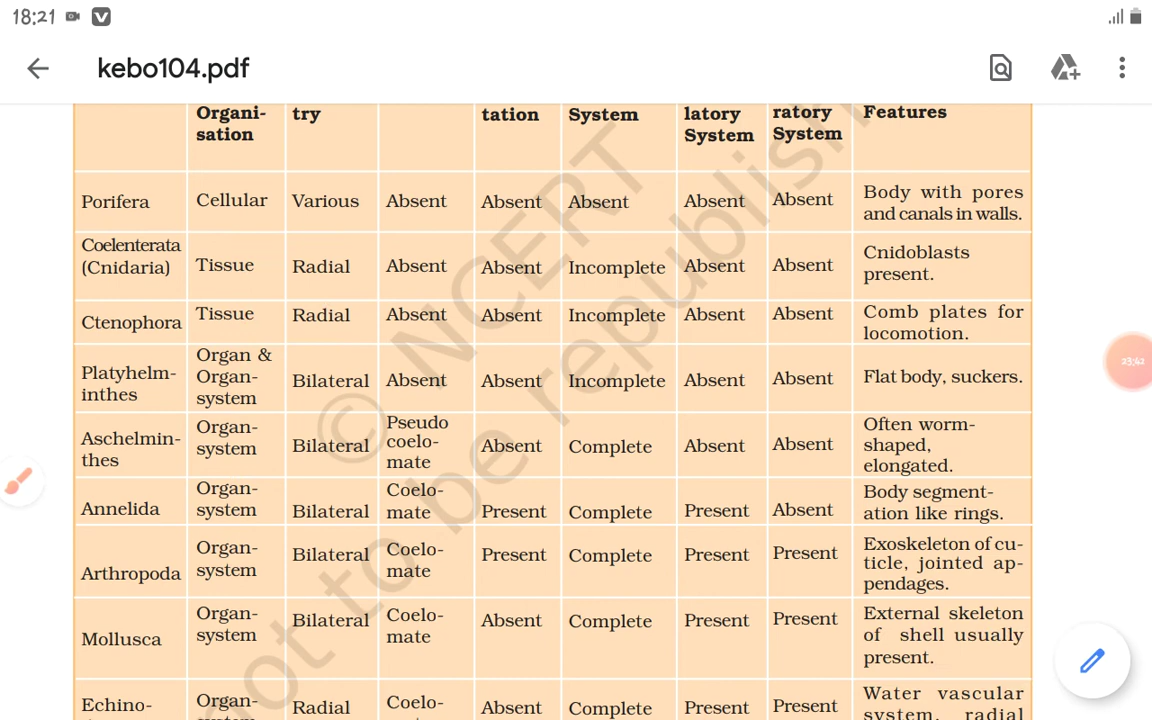 18:21
kebo104.pdf
Organi- try tation System latory ratory Features
sation System System
Porifera Cellular Various Absent Absent Absent Absent Absent Body with pores
and canals in walls.
Coelenterata
(Cnidaria) Tissue Radial Absent Absent Incomplete Absent Absent Cnidoblasts
present.
Ctenophora Tissue Radial Absent Absent Incomplete Absent Absent Comb plates for
locomotion.
Platyhelm-
inthes Organ &
Organ-
system Bilateral Absent Absent Incomplete Absent Absent Flat body, suckers.
Aschelmin-
thes Organ-
system Bilateral Pseudo
coelo-
mate Absent Complete Absent Absent Often worm-
shaped,
elongated.
Annelida Organ-
system Bilateral Coelo-
mate Present Complete Present Absent Body segment-
ation like rings.
Arthropoda Organ-
system Bilateral Coelo-
mate Present Complete Present Present Exoskeleton of cu-
ticle, jointed ap-
pendages.
Mollusca Organ-
system Bilateral Coelo-
mate Absent Complete Present Present External skeleton
of shell usually
present.
Echino- Organ- Radial Coelo- Absent Complete Present Present Water vascular
system, radial
© NCERT
not to be republish
23:42